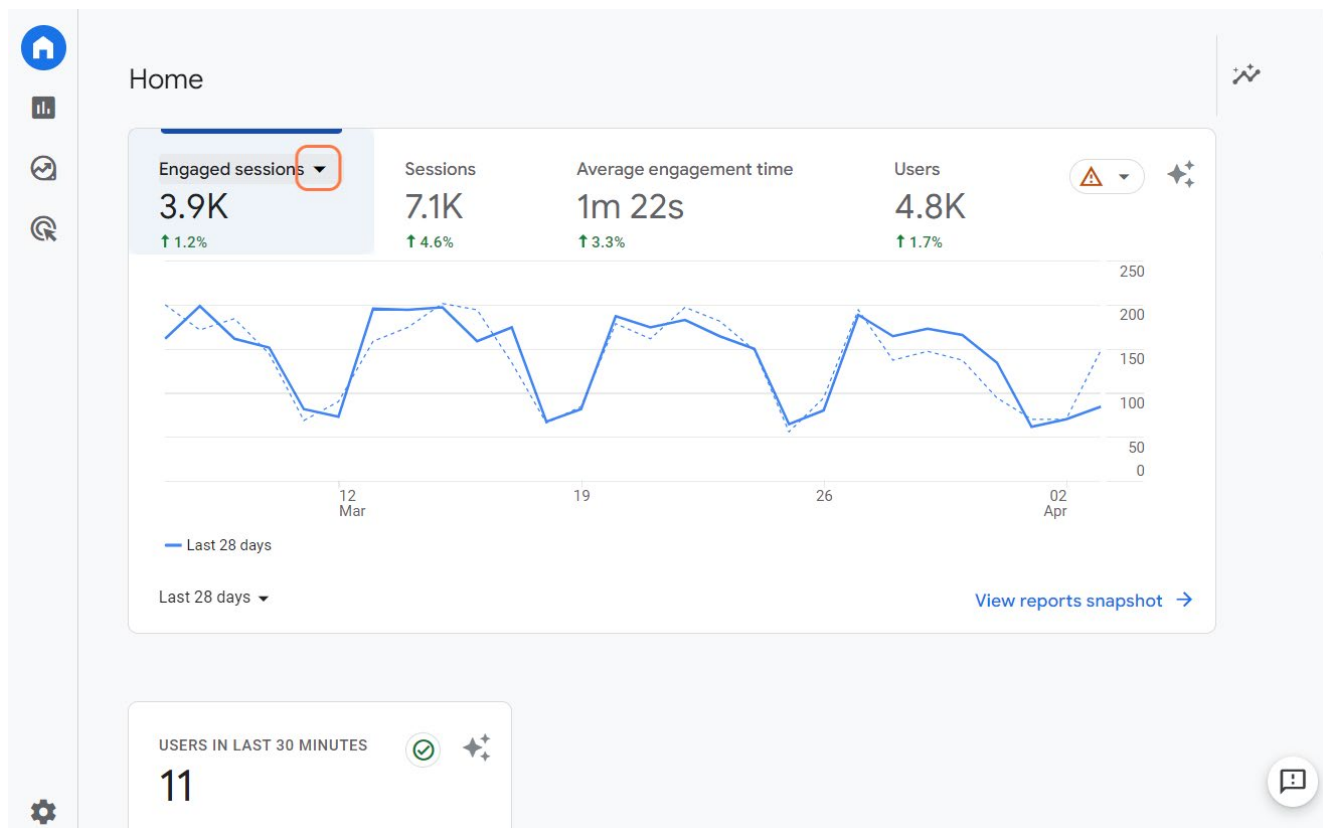 Home
Engaged sessions
3.9K
1.2%
Sessions
7.1K
4.6%
Average engagement time
1m 22s
3.3%
Users
4.8K
1.7%
250
200
150
100
50
0
12
Mar
19
26
02
Apr
Last 28 days
Last 28 days
View reports snapshot
USERS IN LAST 30 MINUTES
11